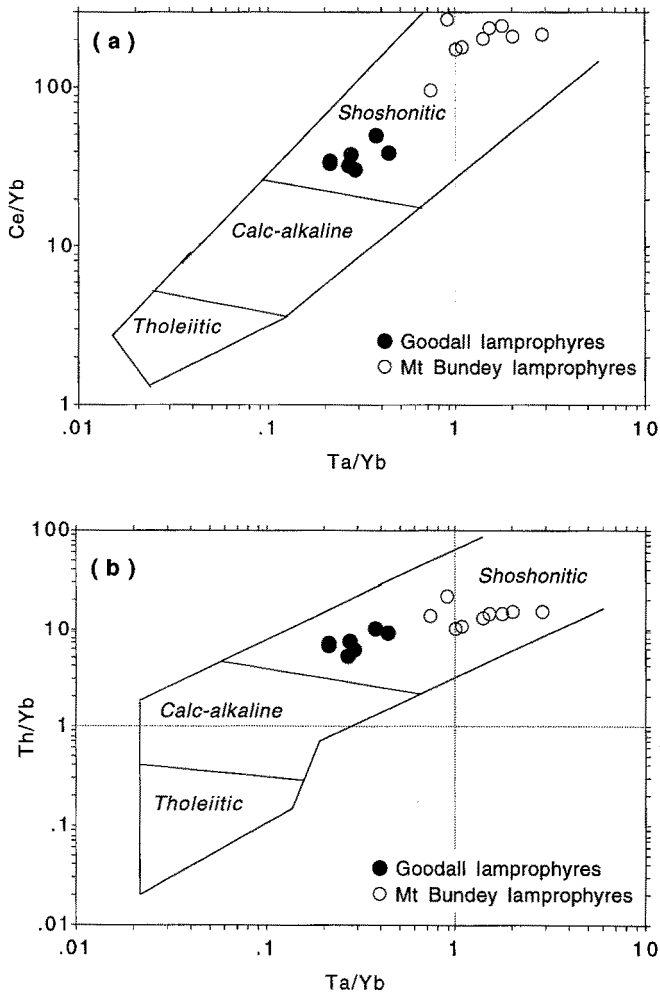 ( a )
100
Shoshonitic
Ce/Yb
Calc-alkaline
10
Tholeiitic
Goodall lamprophyres
Mt Bundey lamprophyres
1
.01 .1 1 10
Ta/Yb
100
( b )
Shoshonitic
10
Calc-alkaline
Th/Yb
1
Tholeiitic
.1
Goodall lamprophyres
Mt Bundey lamprophyres
.01
.01 .1 1 10
Ta/Yb